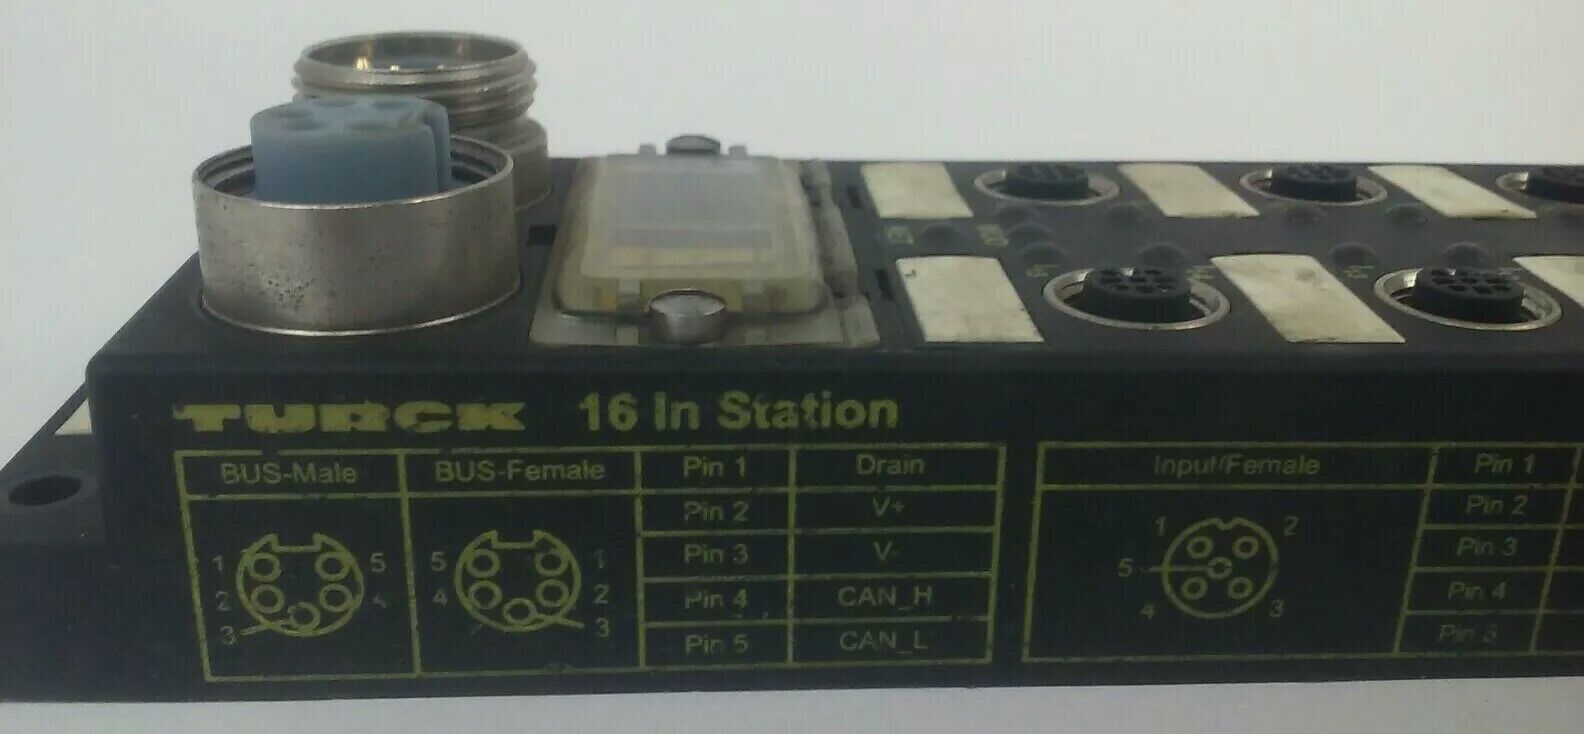 TURCK 16 In Station
BUS-Male BUS-Female Pin 1 Drain Input/Female Pin 1
Pin 2 V+ Pin 2
1 5 5 1 Pin 3 V- 1 2 Pin 3
2 4 4 2 Pin 4 CAN_H 5 Pin 4
3 3 Pin 5 CAN_L 4 3